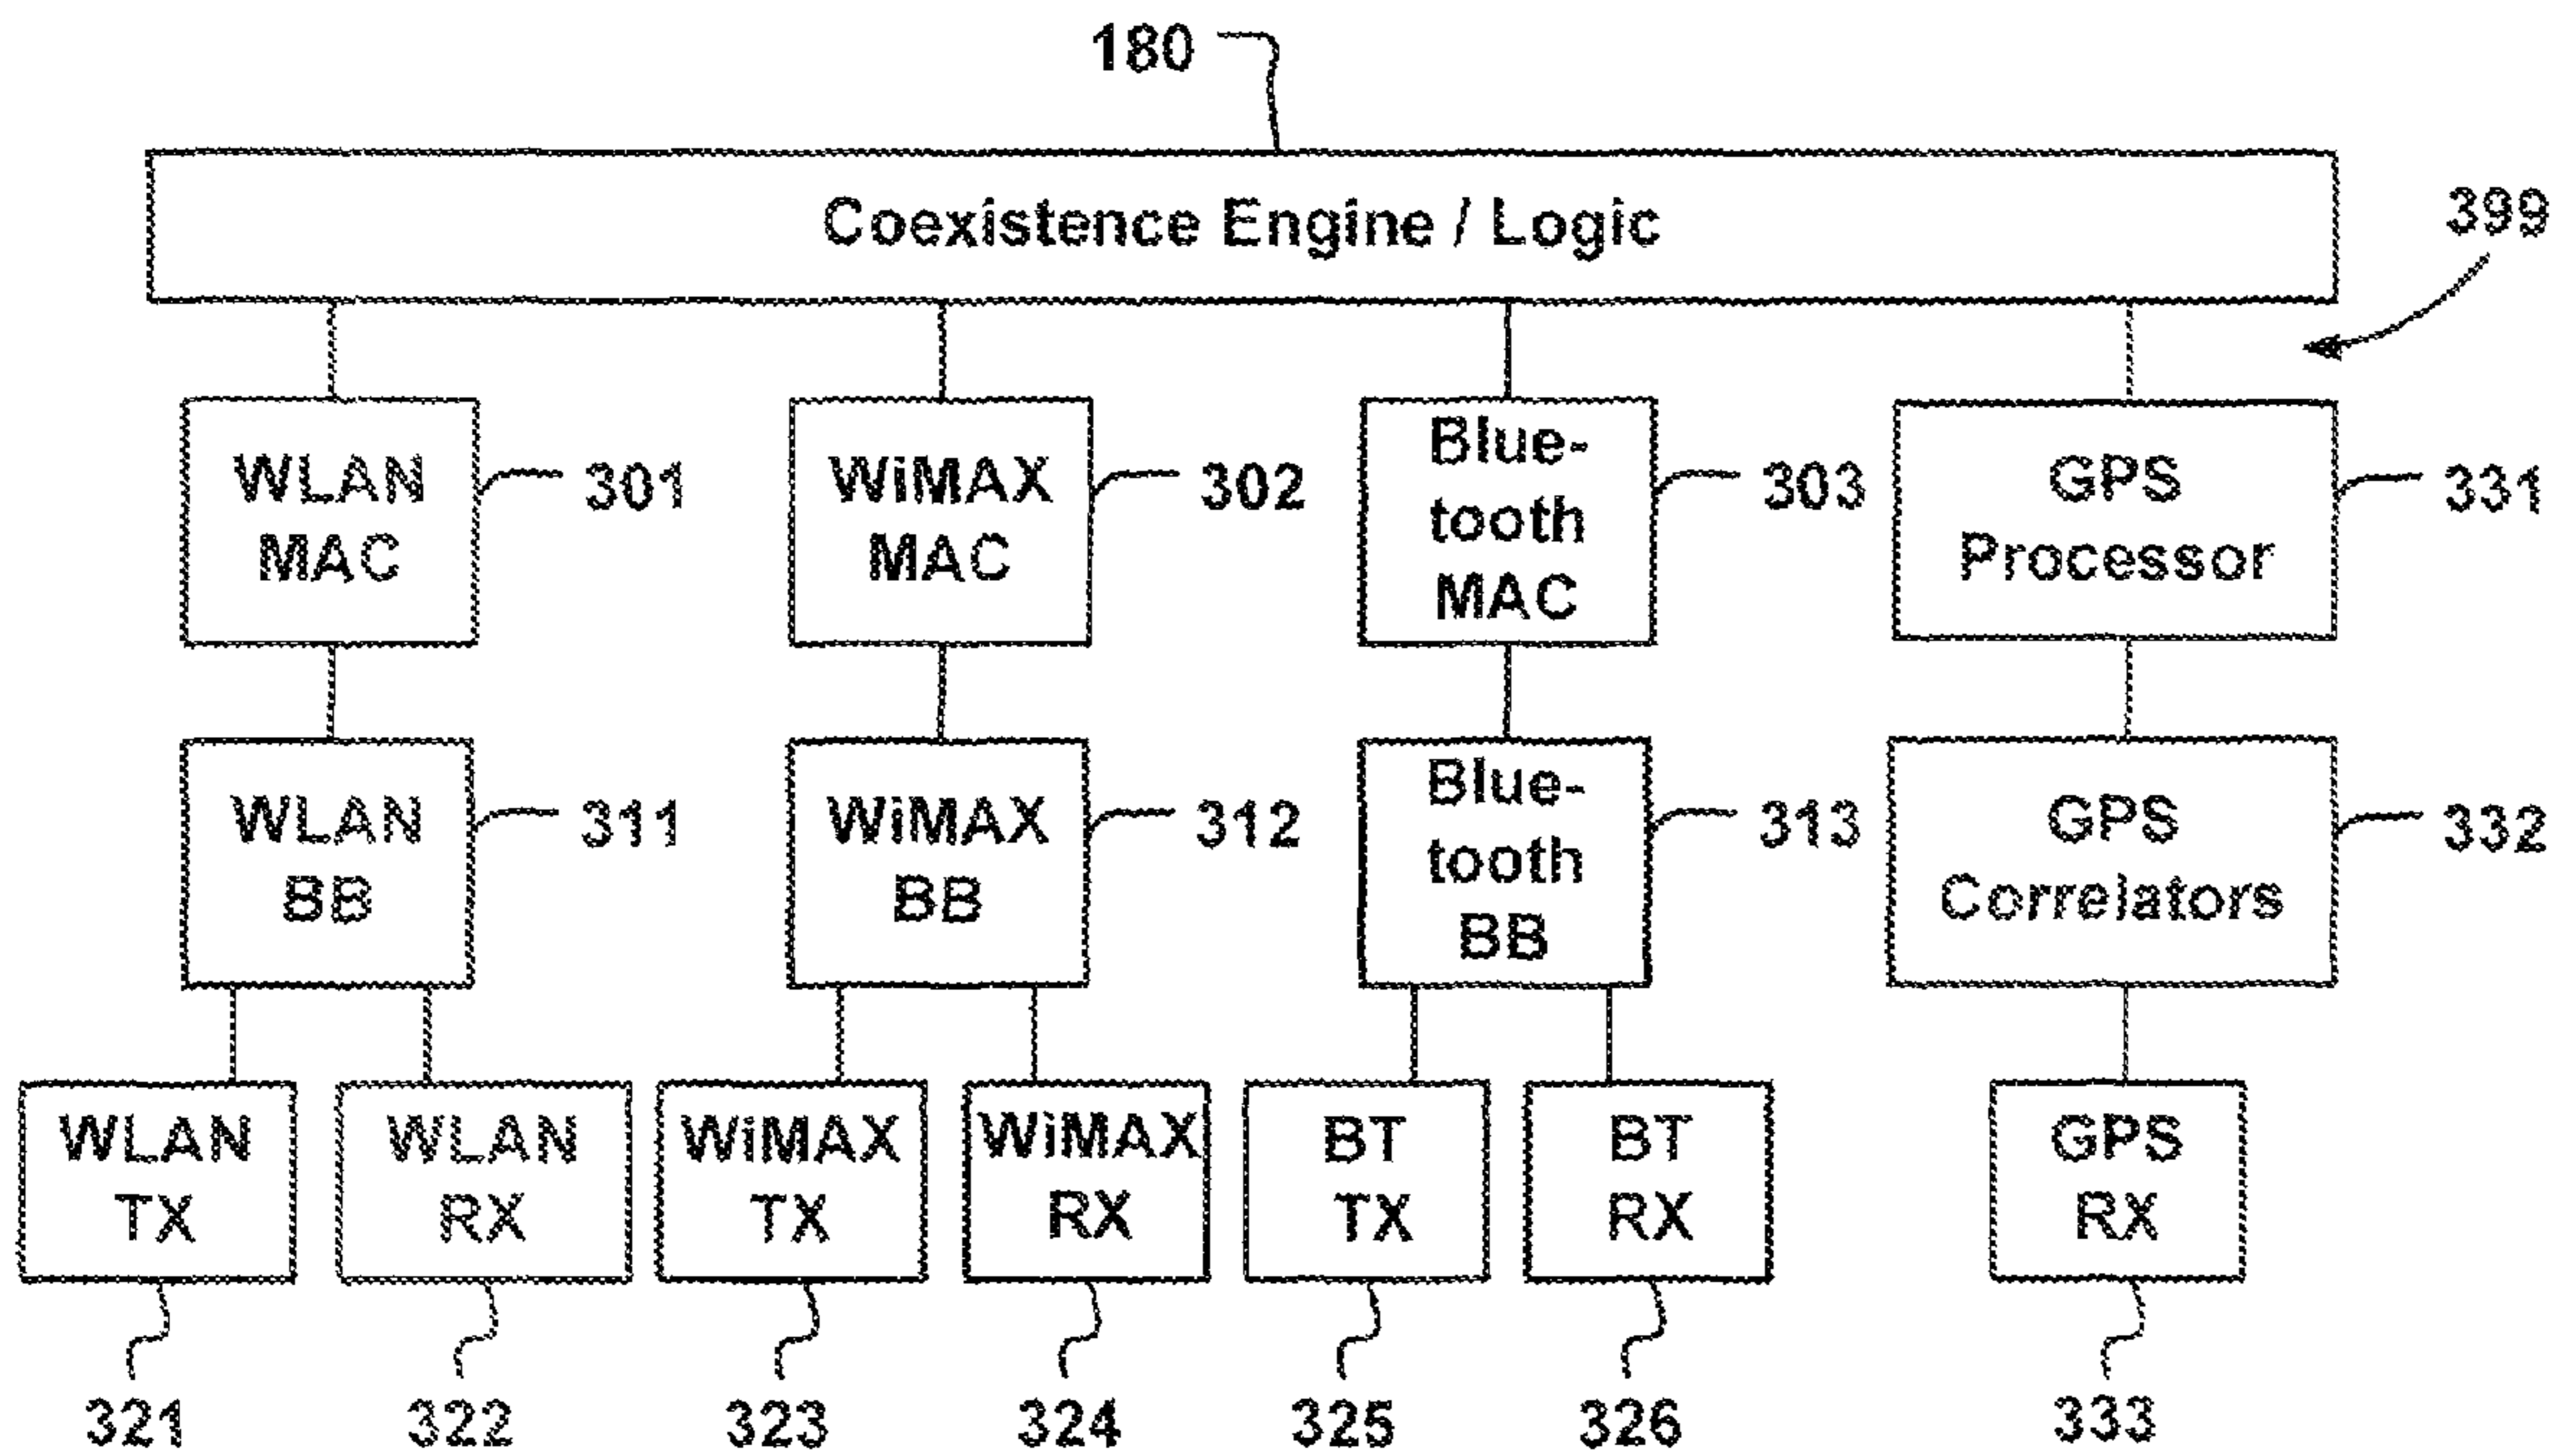 180
Coexistence Engine / Logic
399
WLAN
MAC
301
WiMAX
MAC
302
Blue-
tooth
MAC
303
GPS
Processor
331
WLAN
BB
311
WiMAX
BB
312
Blue-
tooth
BB
313
GPS
Correlators
332
WLAN
TX
WLAN
RX
WiMAX
TX
WiMAX
RX
BT
TX
BT
RX
GPS
RX
321
322
323
324
325
326
333